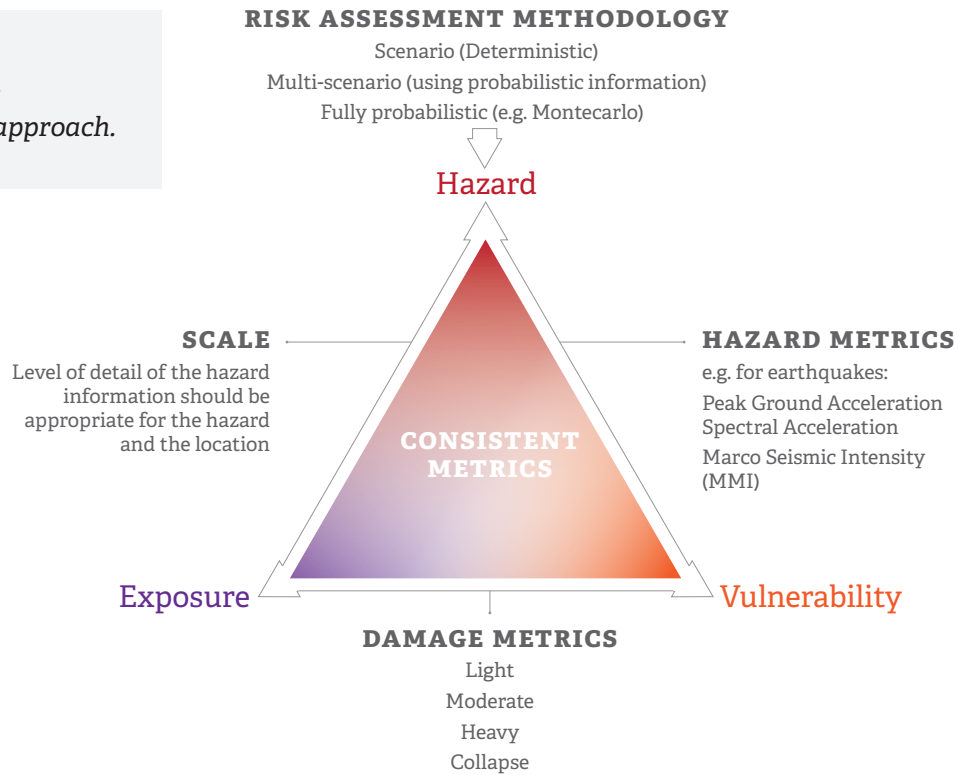 approach.
RISK ASSESSMENT METHODOLOGY
Scenario (Deterministic)
Multi-scenario (using probabilistic information)
Fully probabilistic (e.g. Montecarlo)
Hazard
SCALE
Level of detail of the hazard
information should be
appropriate for the hazard
and the location
HAZARD METRICS
e.g. for earthquakes:
Peak Ground Acceleration
Spectral Acceleration
Marco Seismic Intensity
(MMI)
CONSISTENT
METRICS
Exposure
Vulnerability
DAMAGE METRICS
Light
Moderate
Heavy
Collapse